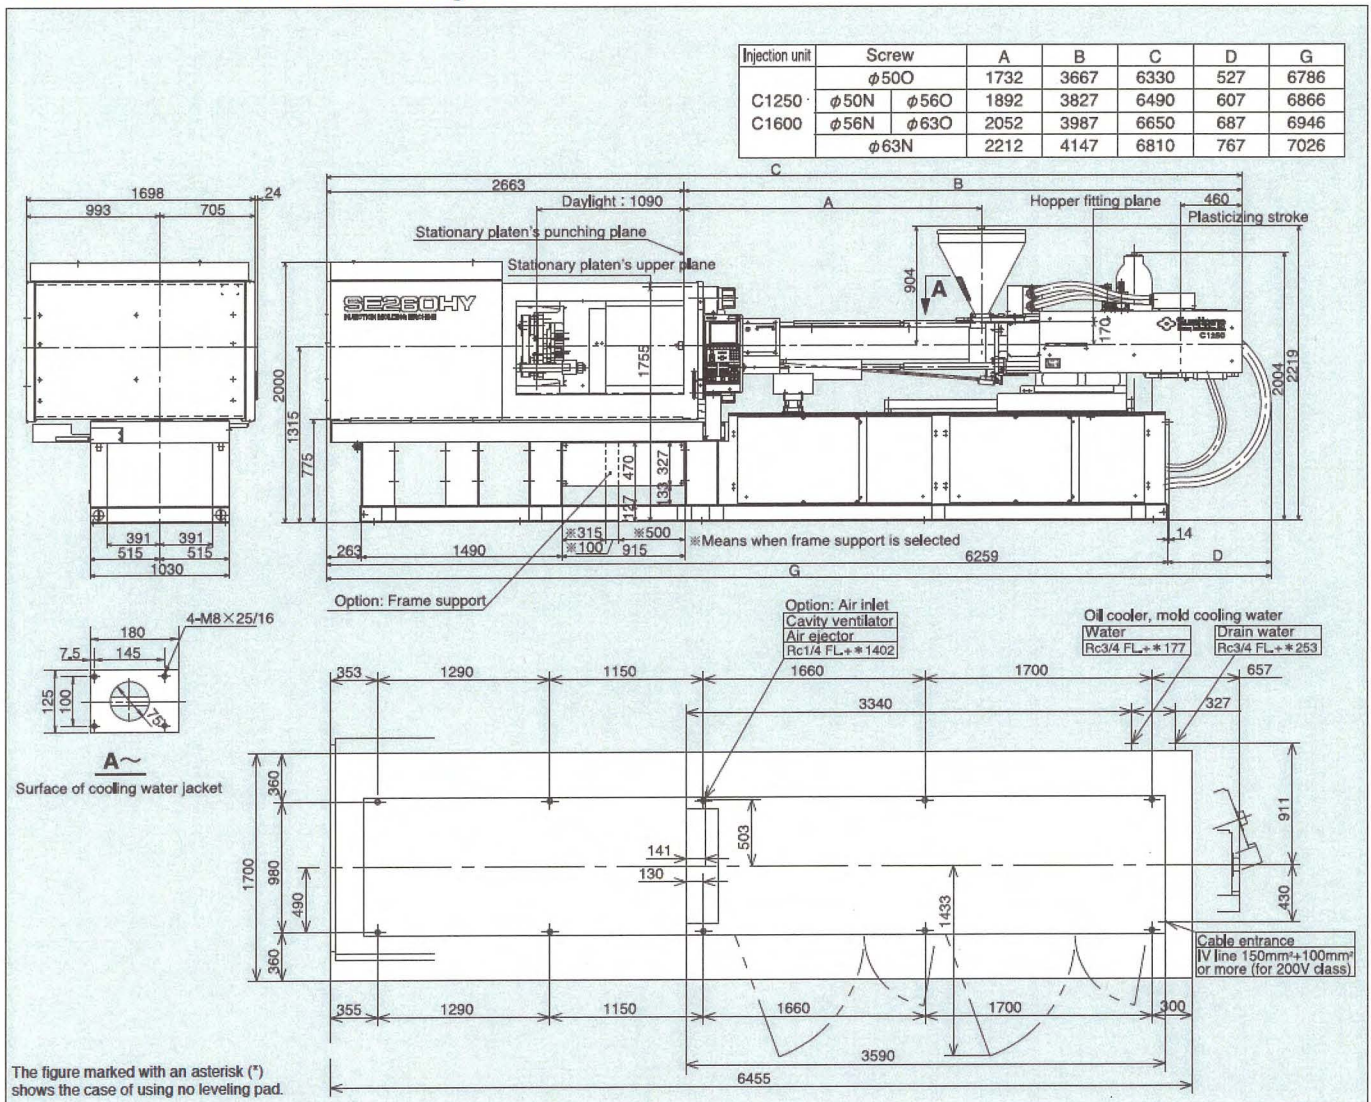 Injection unit Screw A B C D G
φ50O 1732 3667 6330 527 6786
C1250 φ50N φ56O 1892 3827 6490 607 6866
C1600 φ56N φ63O 2052 3987 6650 687 6946
φ63N 2212 4147 6810 767 7026
C
1698 24 2663 B
993 705 Daylight : 1090 A Hopper fitting plane 460
Plasticizing stroke
Stationary platen's punching plane
Stationary platen's upper plane
904
A
SE260HY
INJECTION MOLDING MACHINE
170
C1250
1755
2000
1315
775
2004
2219
470
327
133
127
391 391
515 515
1030
※315 ※500 ※Means when frame support is selected
※100
263 1490 915 6259 14
D
G
Option: Frame support
4-M8×25/16
180
7.5 145
125
100
75
A~
Surface of cooling water jacket
Option: Air inlet
Cavity ventilator
Air ejector
Rc1/4 FL.+＊1402
Oil cooler, mold cooling water
Water Drain water
Rc3/4 FL.+＊177 Rc3/4 FL.+＊253
353 1290 1150 1660 1700 657
3340 327
360
1700
980
490
360
141
130
503
1433
911
430
Cable entrance
IV line 150mm²+100mm²
or more (for 200V class)
355 1290 1150 1660 1700 300
3590
6455
The figure marked with an asterisk (*)
shows the case of using no leveling pad.